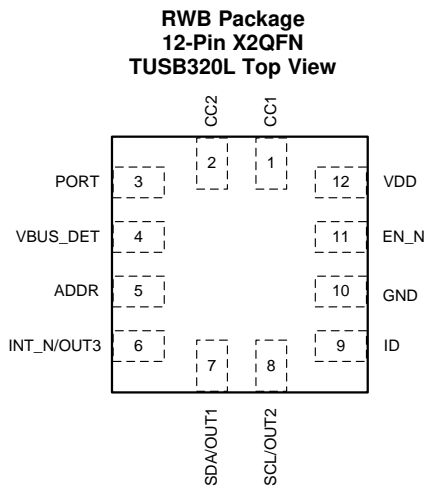 RWB Package
12-Pin X2QFN
TUSB320L Top View
CC2
CC1
2
1
PORT
3
12
VDD
VBUS_DET
4
11
EN_N
ADDR
5
10
GND
INT_N/OUT3
6
7
8
9
ID
SDA/OUT1
SCL/OUT2